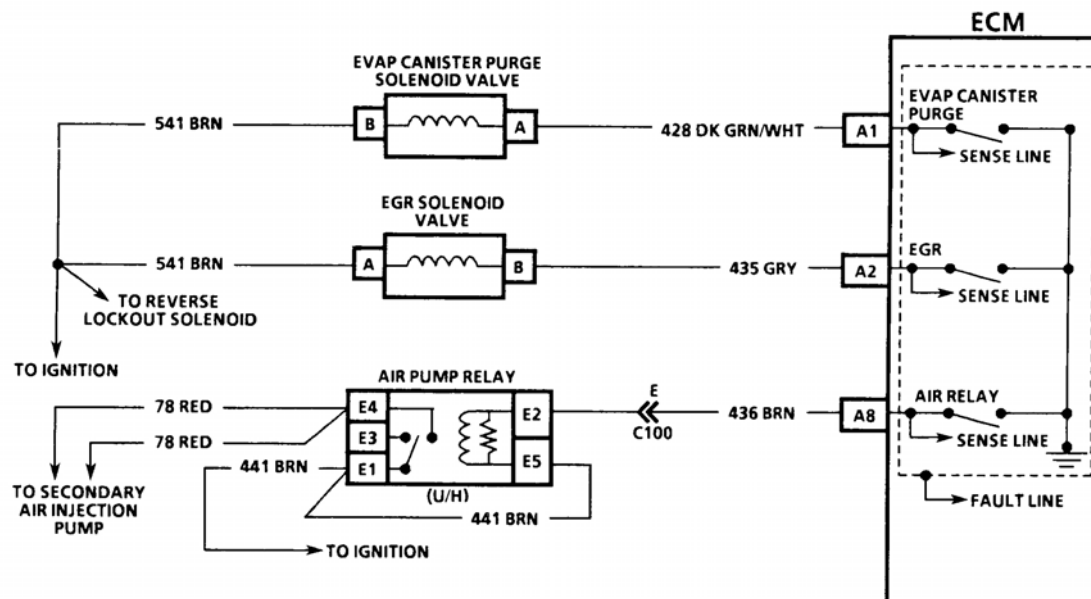 ECM
EVAP CANISTER PURGE
SOLENOID VALVE
541 BRN
B
A
428 DK GRN/WHT
A1
EVAP CANISTER
PURGE
SENSE LINE
EGR SOLENOID
VALVE
541 BRN
A
B
435 GRY
A2
EGR
SENSE LINE
TO REVERSE
LOCKOUT SOLENOID
TO IGNITION
AIR PUMP RELAY
78 RED
E4
E2
E
C100
436 BRN
A8
AIR RELAY
SENSE LINE
78 RED
E3
441 BRN
E1
E5
(U/H)
441 BRN
TO SECONDARY
AIR INJECTION
PUMP
TO IGNITION
FAULT LINE